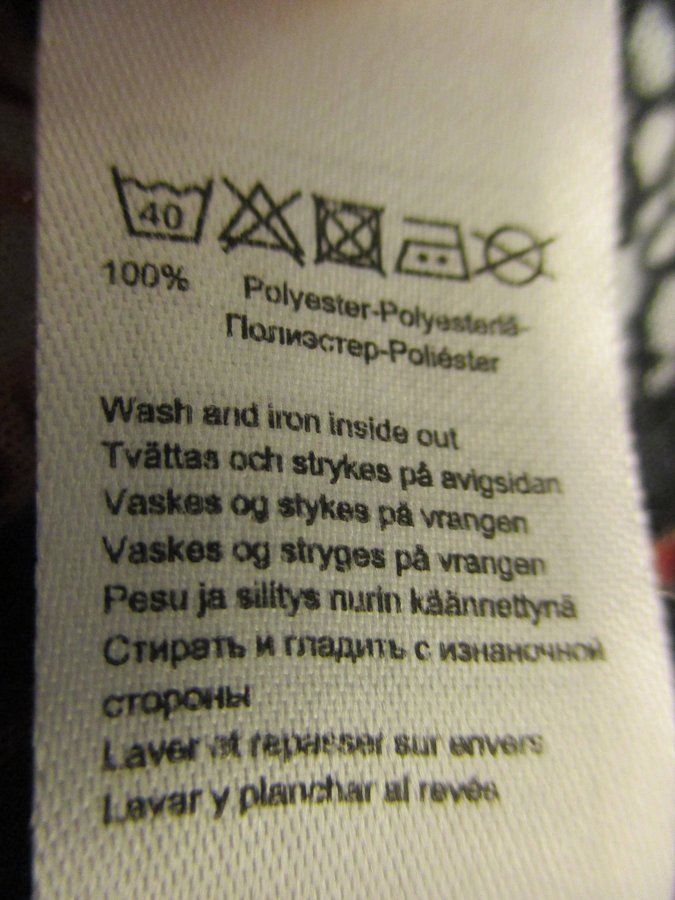 40
100% Polyester-Polyesteriä-
Полиэстер-Poliéster
Wash and iron inside out
Tvättas och strykes på avigsidan
Vaskes og stykes på vrangen
Vaskes og stryges på vrangen
Pesu ja silitys nurin käännettynä
Стирать и гладить с изнаночной
стороны
Laver et repasser sur envers
Lavar y planchar al revés